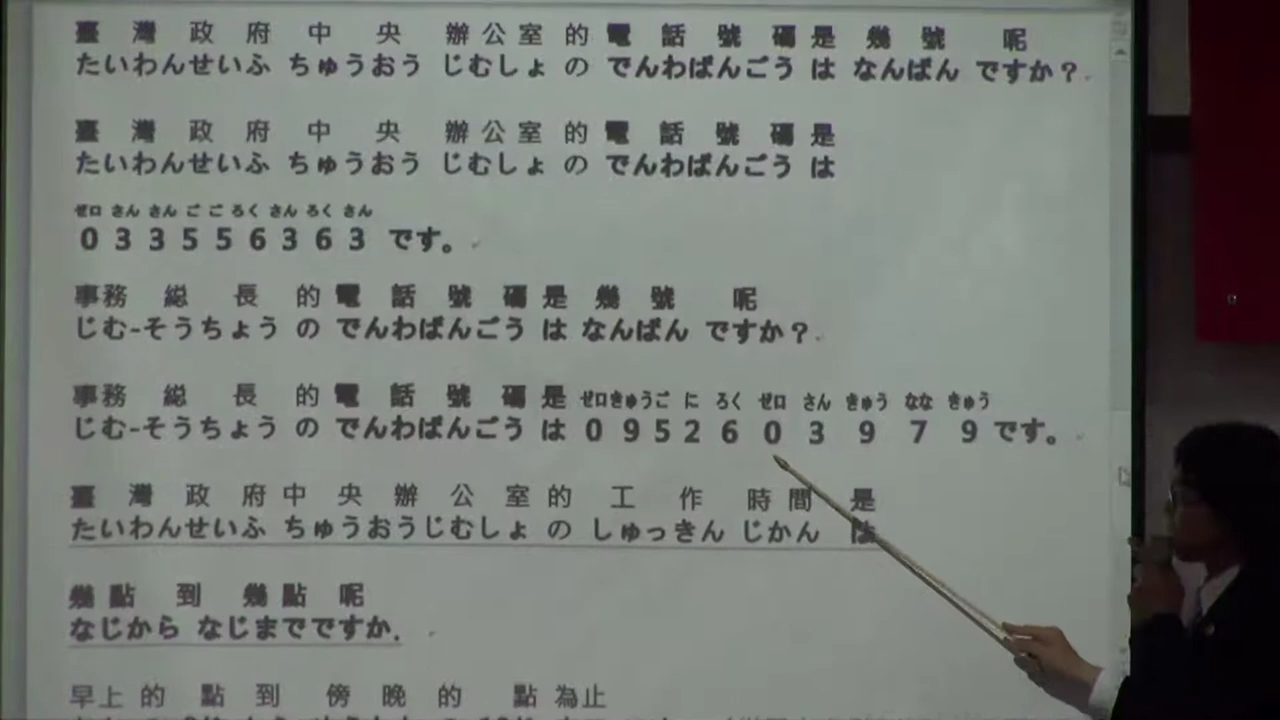 臺灣政府中央辦公室的電話號碼是幾號呢
たいわんせいふ ちゅうおう じむしょ の でんわばんごう は なんばん ですか？
臺灣政府中央辦公室的電話號碼是
たいわんせいふ ちゅうおう じむしょ の でんわばんごう は
ゼロ さん さん ご ご ろく さん ろく さん
0 3 3 5 5 6 3 6 3 です。
事務 総長的電話號碼是幾號呢
じむ-そうちょう の でんわばんごう は なんばん ですか？
事務 総長的電話號碼是 ゼロ きゅう ご に ろく ゼロ さん きゅう なな きゅう
じむ-そうちょう の でんわばんごう は 0 9 5 2 6 0 3 9 7 9 です。
臺灣政府中央辦公室的工作時間是
たいわんせいふ ちゅうおうじむしょ の しゅっきん じかん は
幾點到幾點呢
なじから なじまでですか.
早上的點到傍晚的點為止